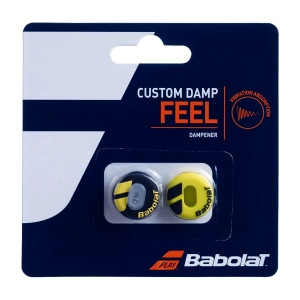 CUSTOM DAMP
FEEL
DAMPENER
VIBRATION ABSORPTION
BabolaT
BabolaT
PLAY
BabolaT